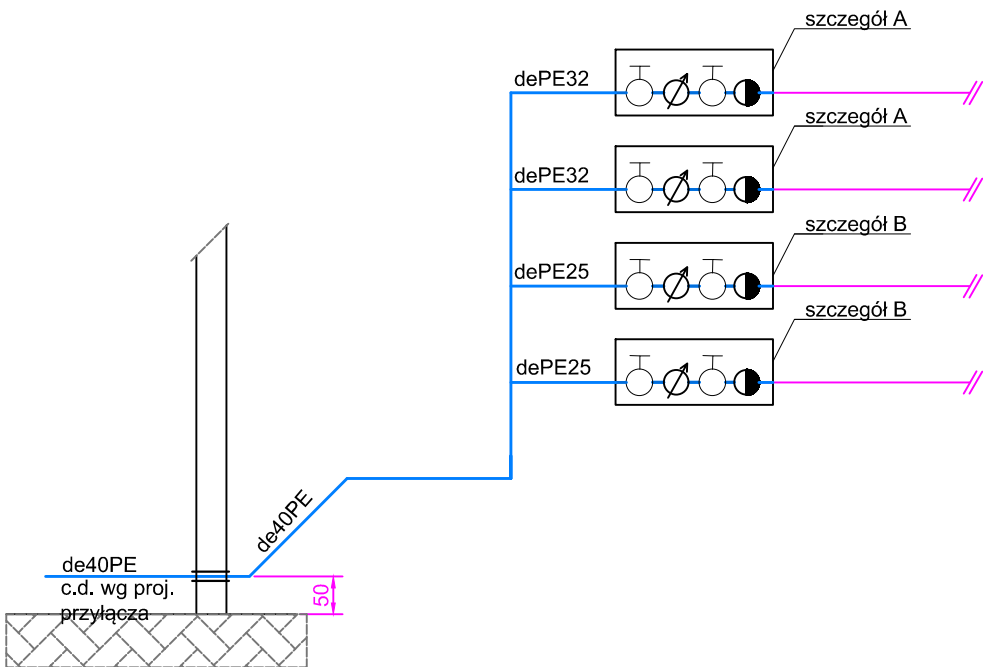 szczegół A
dePE32
szczegół A
dePE32
szczegół B
dePE25
szczegół B
dePE25
de40PE
de40PE
c.d. wg proj.
przyłącza
50